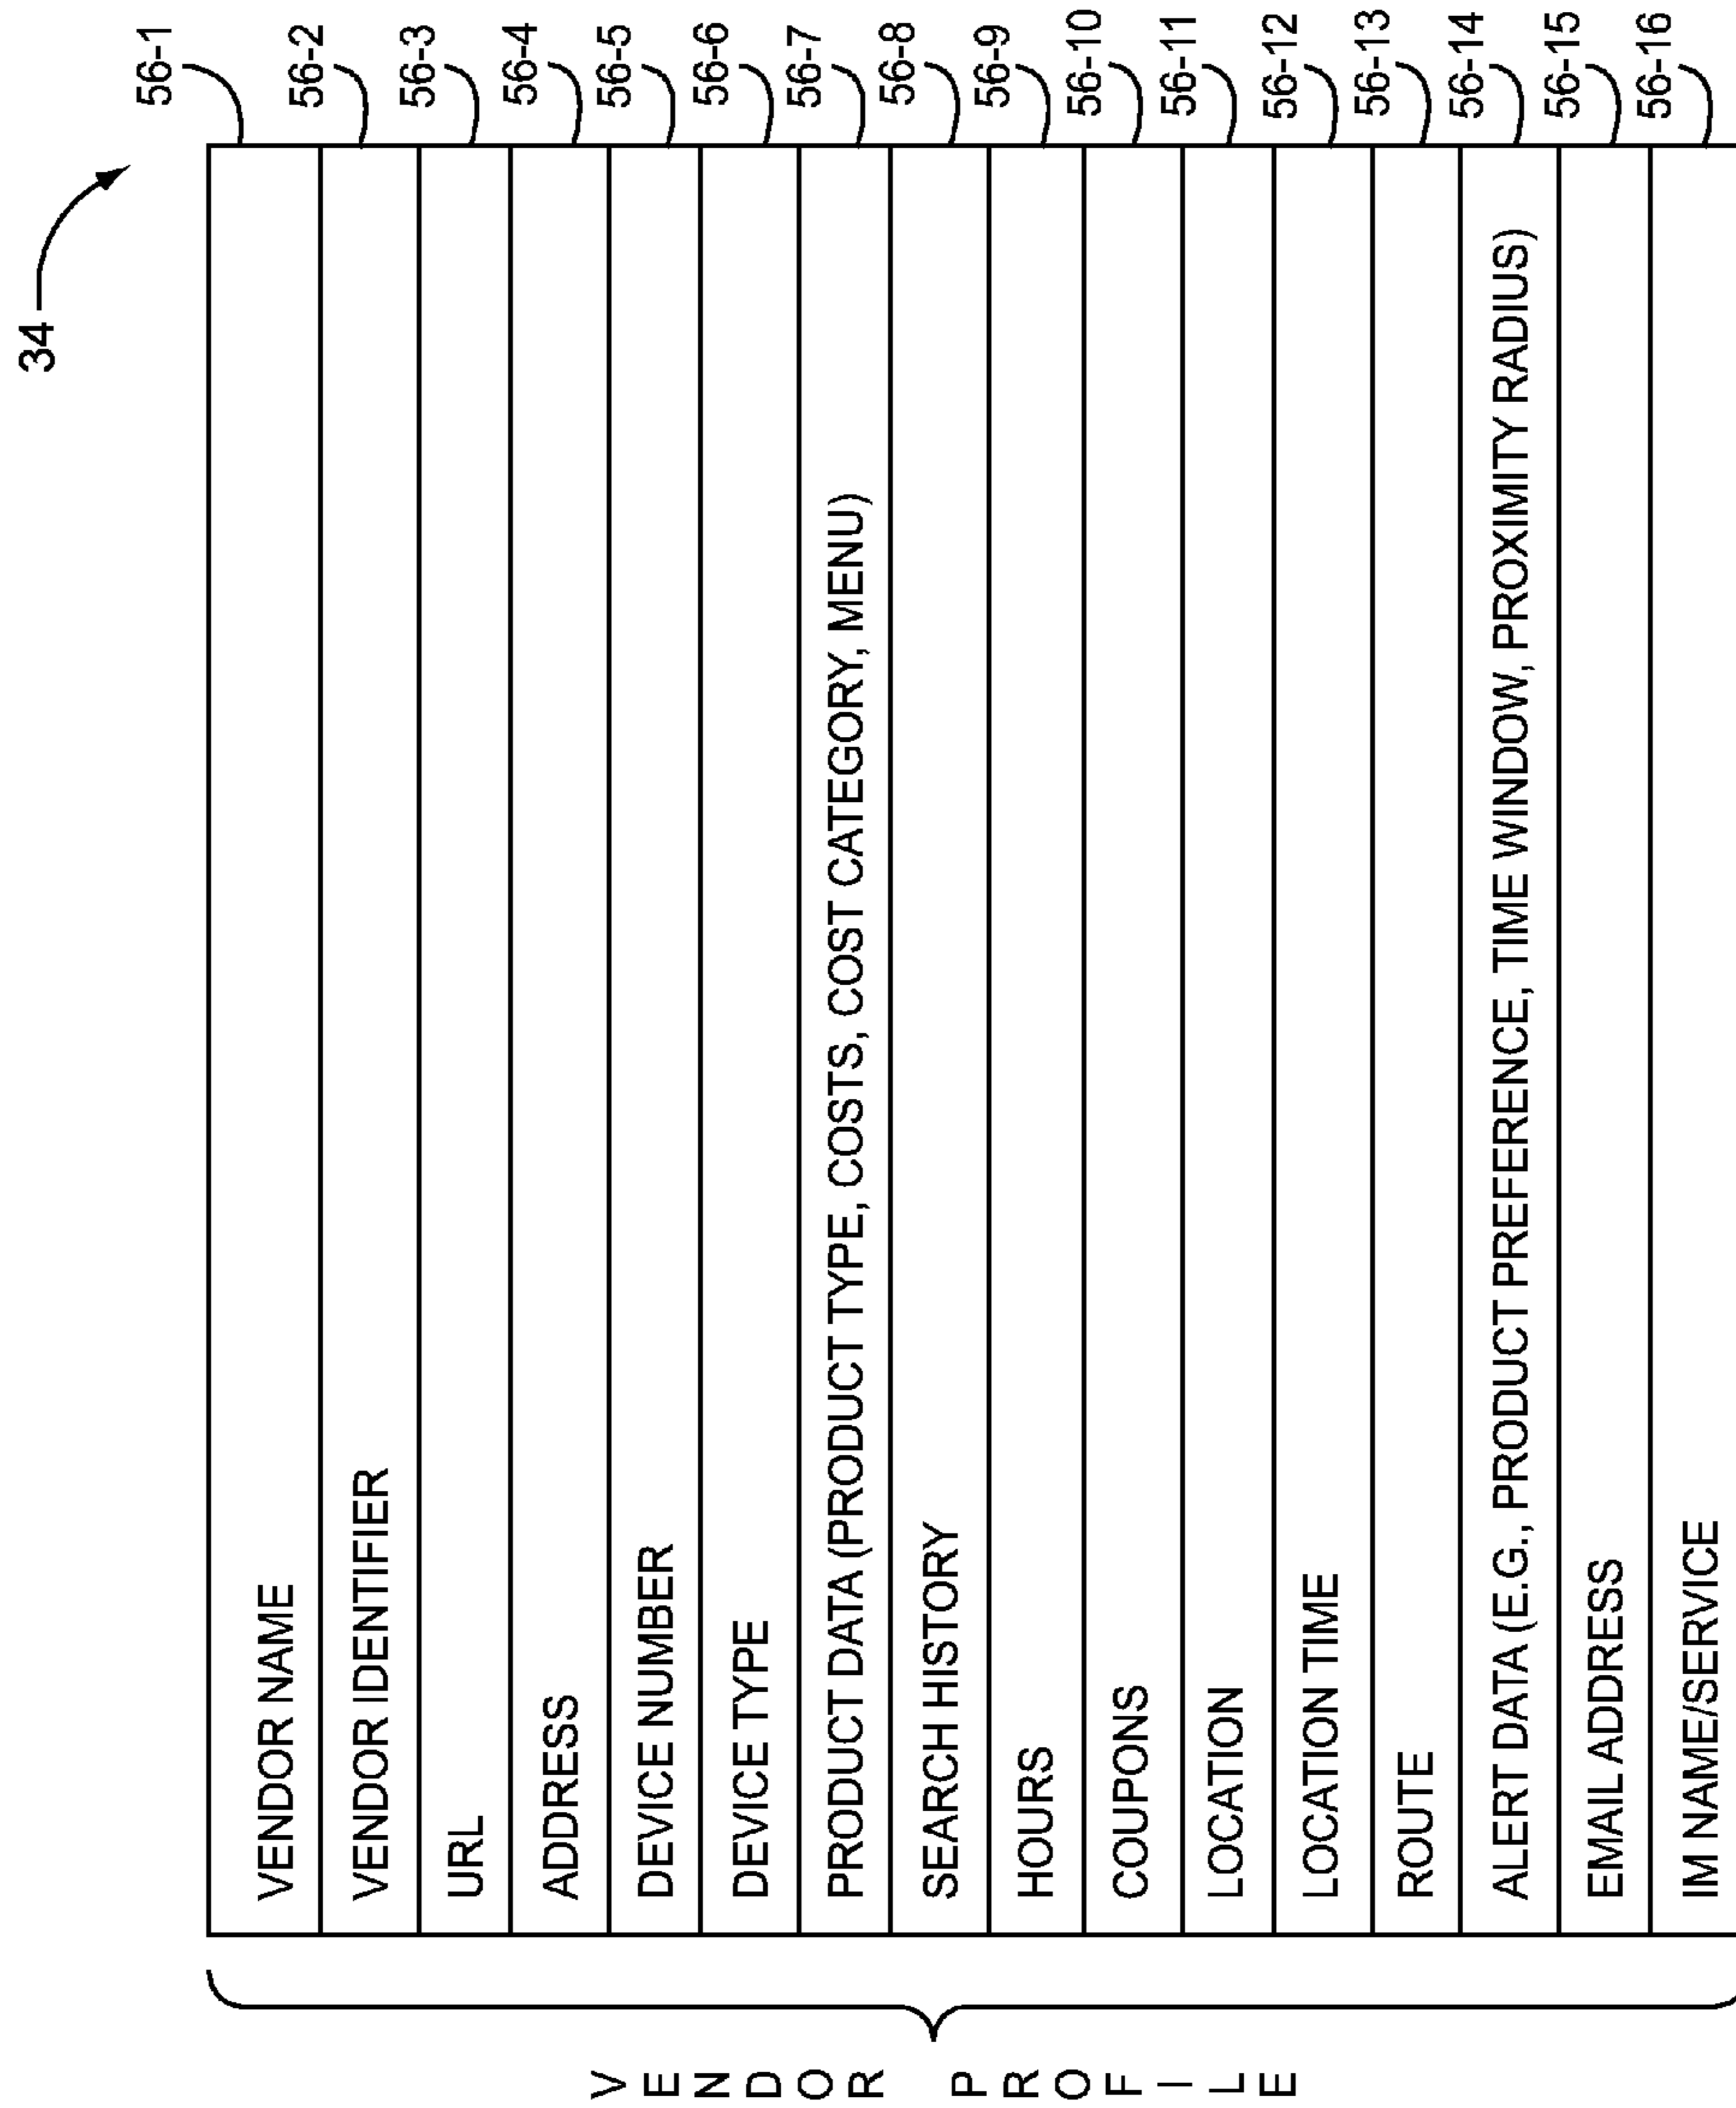 34
VENDOR PROFILE
VENDOR NAME 56-1
VENDOR IDENTIFIER 56-2
URL 56-3
ADDRESS 56-4
DEVICE NUMBER 56-5
DEVICE TYPE 56-6
PRODUCT DATA (PRODUCT TYPE, COSTS, COST CATEGORY, MENU) 56-7
SEARCH HISTORY 56-8
HOURS 56-9
COUPONS 56-10
LOCATION 56-11
LOCATION TIME 56-12
ROUTE 56-13
ALERT DATA (E.G., PRODUCT PREFERENCE, TIME WINDOW, PROXIMITY RADIUS) 56-14
EMAIL ADDRESS 56-15
IM NAME/SERVICE 56-16